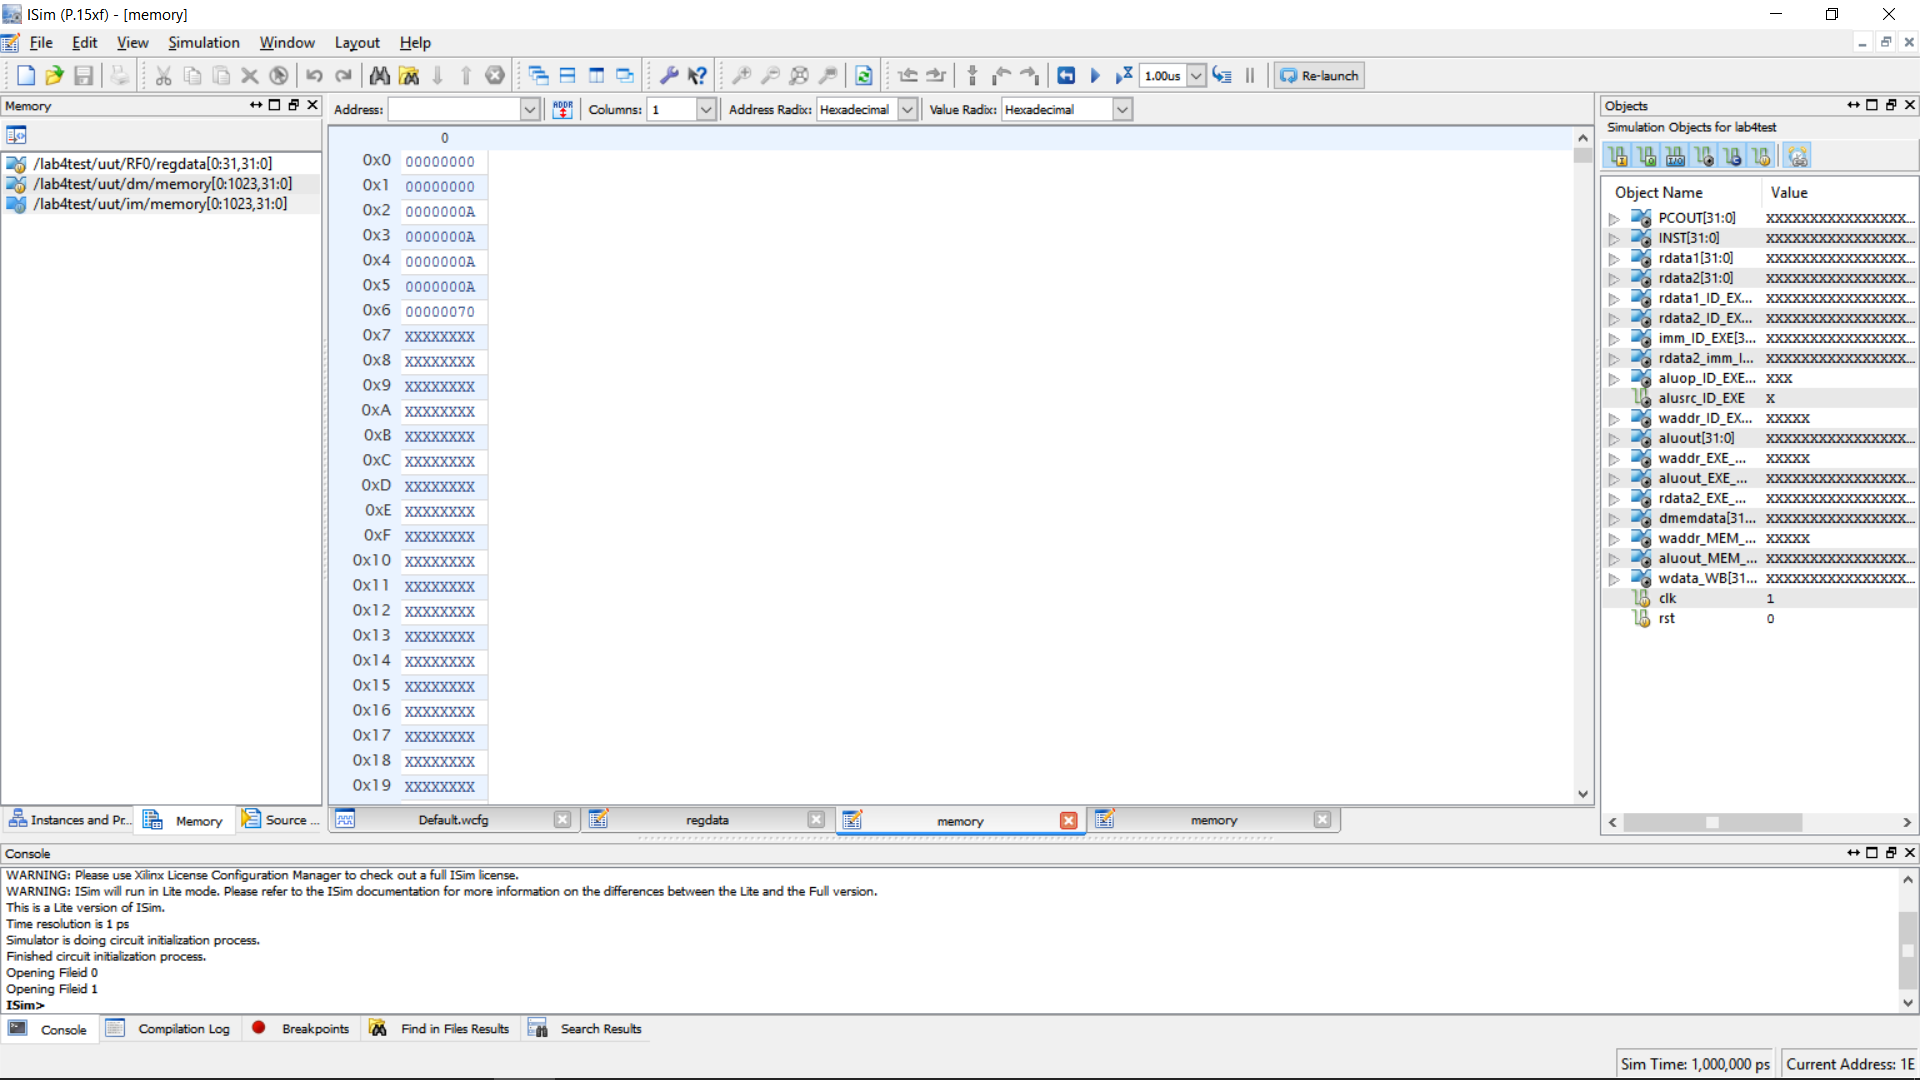 ISim (P.15xf) - [memory]
File Edit View Simulation Window Layout Help
1.00us Re-launch
Memory
/lab4test/uut/RF0/regdata[0:31,31:0]
/lab4test/uut/dm/memory[0:1023,31:0]
/lab4test/uut/im/memory[0:1023,31:0]
Instances and Pr... Memory Source ...
Address: ADDR Columns: 1 Address Radix: Hexadecimal Value Radix: Hexadecimal
0
0x0 00000000
0x1 00000000
0x2 0000000A
0x3 0000000A
0x4 0000000A
0x5 0000000A
0x6 00000070
0x7 XXXXXXXX
0x8 XXXXXXXX
0x9 XXXXXXXX
0xA XXXXXXXX
0xB XXXXXXXX
0xC XXXXXXXX
0xD XXXXXXXX
0xE XXXXXXXX
0xF XXXXXXXX
0x10 XXXXXXXX
0x11 XXXXXXXX
0x12 XXXXXXXX
0x13 XXXXXXXX
0x14 XXXXXXXX
0x15 XXXXXXXX
0x16 XXXXXXXX
0x17 XXXXXXXX
0x18 XXXXXXXX
0x19 XXXXXXXX
Default.wcfg regdata memory memory
Objects
Simulation Objects for lab4test
Object Name Value
PCOUT[31:0] XXXXXXXXXXXXXXXX...
INST[31:0] XXXXXXXXXXXXXXXX...
rdata1[31:0] XXXXXXXXXXXXXXXX...
rdata2[31:0] XXXXXXXXXXXXXXXX...
rdata1_ID_EX... XXXXXXXXXXXXXXXX...
rdata2_ID_EX... XXXXXXXXXXXXXXXX...
imm_ID_EXE[3... XXXXXXXXXXXXXXXX...
rdata2_imm_I... XXXXXXXXXXXXXXXX...
aluop_ID_EXE... XXX
alusrc_ID_EXE X
waddr_ID_EX... XXXXX
aluout[31:0] XXXXXXXXXXXXXXXX...
waddr_EXE_... XXXXX
aluout_EXE_... XXXXXXXXXXXXXXXX...
rdata2_EXE_... XXXXXXXXXXXXXXXX...
dmemdata[31... XXXXXXXXXXXXXXXX...
waddr_MEM_... XXXXX
aluout_MEM_... XXXXXXXXXXXXXXXX...
wdata_WB[31... XXXXXXXXXXXXXXXX...
clk 1
rst 0
Console
WARNING: Please use Xilinx License Configuration Manager to check out a full ISim license.
WARNING: ISim will run in Lite mode. Please refer to the ISim documentation for more information on the differences between the Lite and the Full version.
This is a Lite version of ISim.
Time resolution is 1 ps
Simulator is doing circuit initialization process.
Finished circuit initialization process.
Opening Fileid 0
Opening Fileid 1
ISim>
Console Compilation Log Breakpoints Find in Files Results Search Results
Sim Time: 1,000,000 ps Current Address: 1E